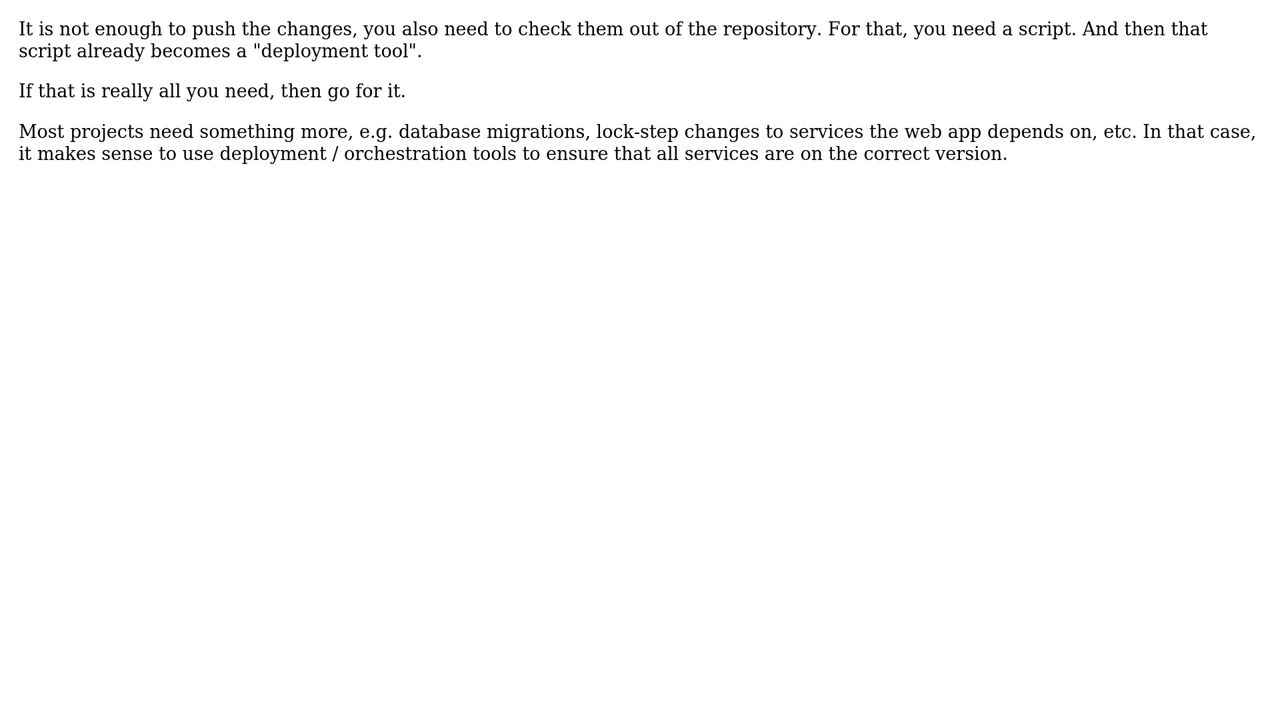 It is not enough to push the changes, you also need to check them out of the repository. For that, you need a script. And then that
script already becomes a "deployment tool".
If that is really all you need, then go for it.
Most projects need something more, e.g. database migrations, lock-step changes to services the web app depends on, etc. In that case,
it makes sense to use deployment / orchestration tools to ensure that all services are on the correct version.